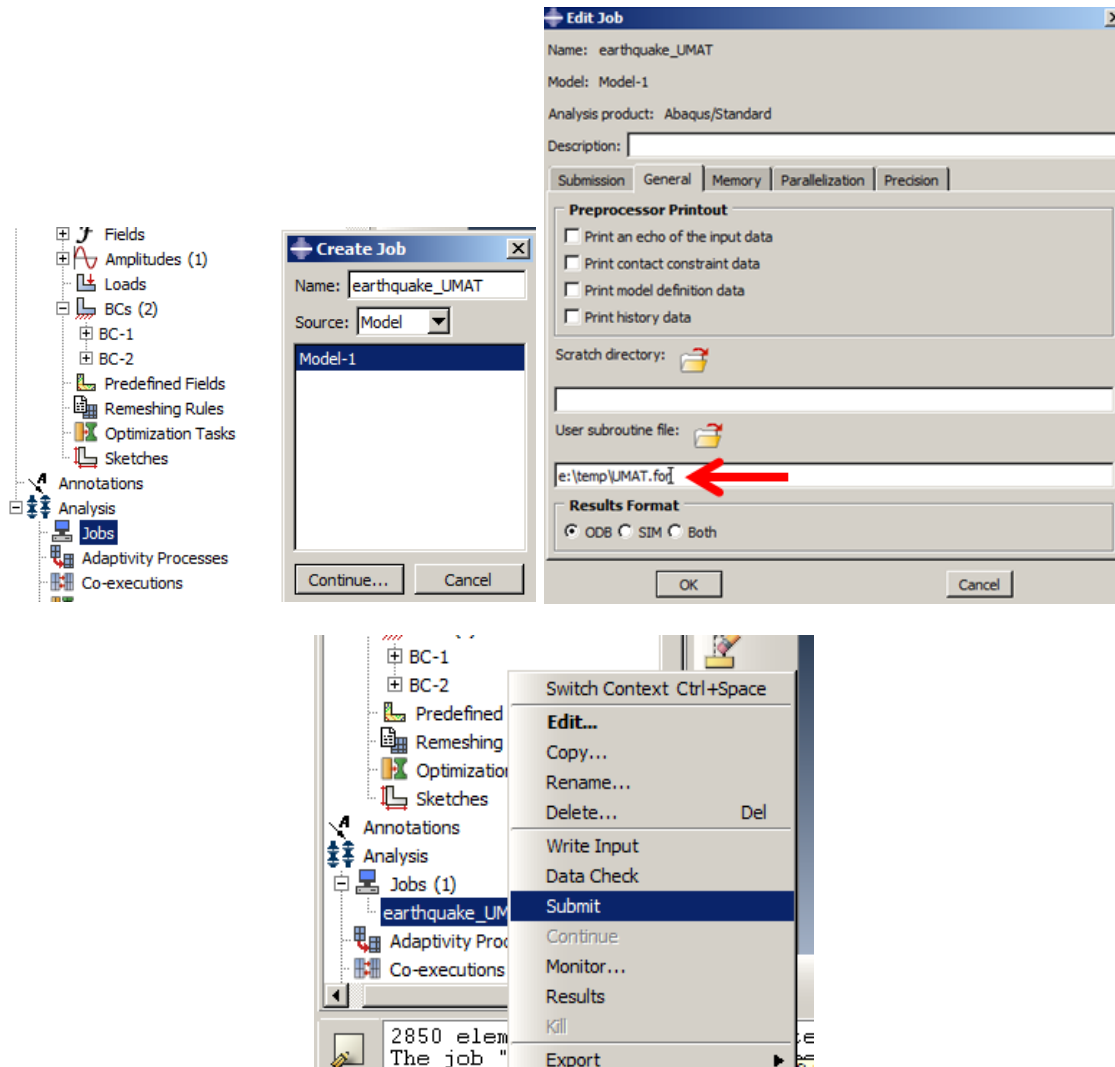 Fields
Amplitudes (1)
Loads
BCs (2)
BC-1
BC-2
Predefined Fields
Remeshing Rules
Optimization Tasks
Sketches
Annotations
Analysis
Jobs
Adaptivity Processes
Co-executions
Create Job
Name: earthquake_UMAT
Source: Model
Model-1
Continue... Cancel
Edit Job
Name: earthquake_UMAT
Model: Model-1
Analysis product: Abaqus/Standard
Description:
Submission General Memory Parallelization Precision
Preprocessor Printout
Print an echo of the input data
Print contact constraint data
Print model definition data
Print history data
Scratch directory:
User subroutine file:
e:\temp\UMAT.for
Results Format
ODB SIM Both
OK Cancel
BC-1
BC-2
Predefined
Remeshing
Optimization
Sketches
Annotations
Analysis
Jobs (1)
earthquake_UM
Adaptivity Proc
Co-executions
Switch Context Ctrl+Space
Edit...
Copy...
Rename...
Delete... Del
Write Input
Data Check
Submit
Continue
Monitor...
Results
Kill
Export
2850 elem
The job "